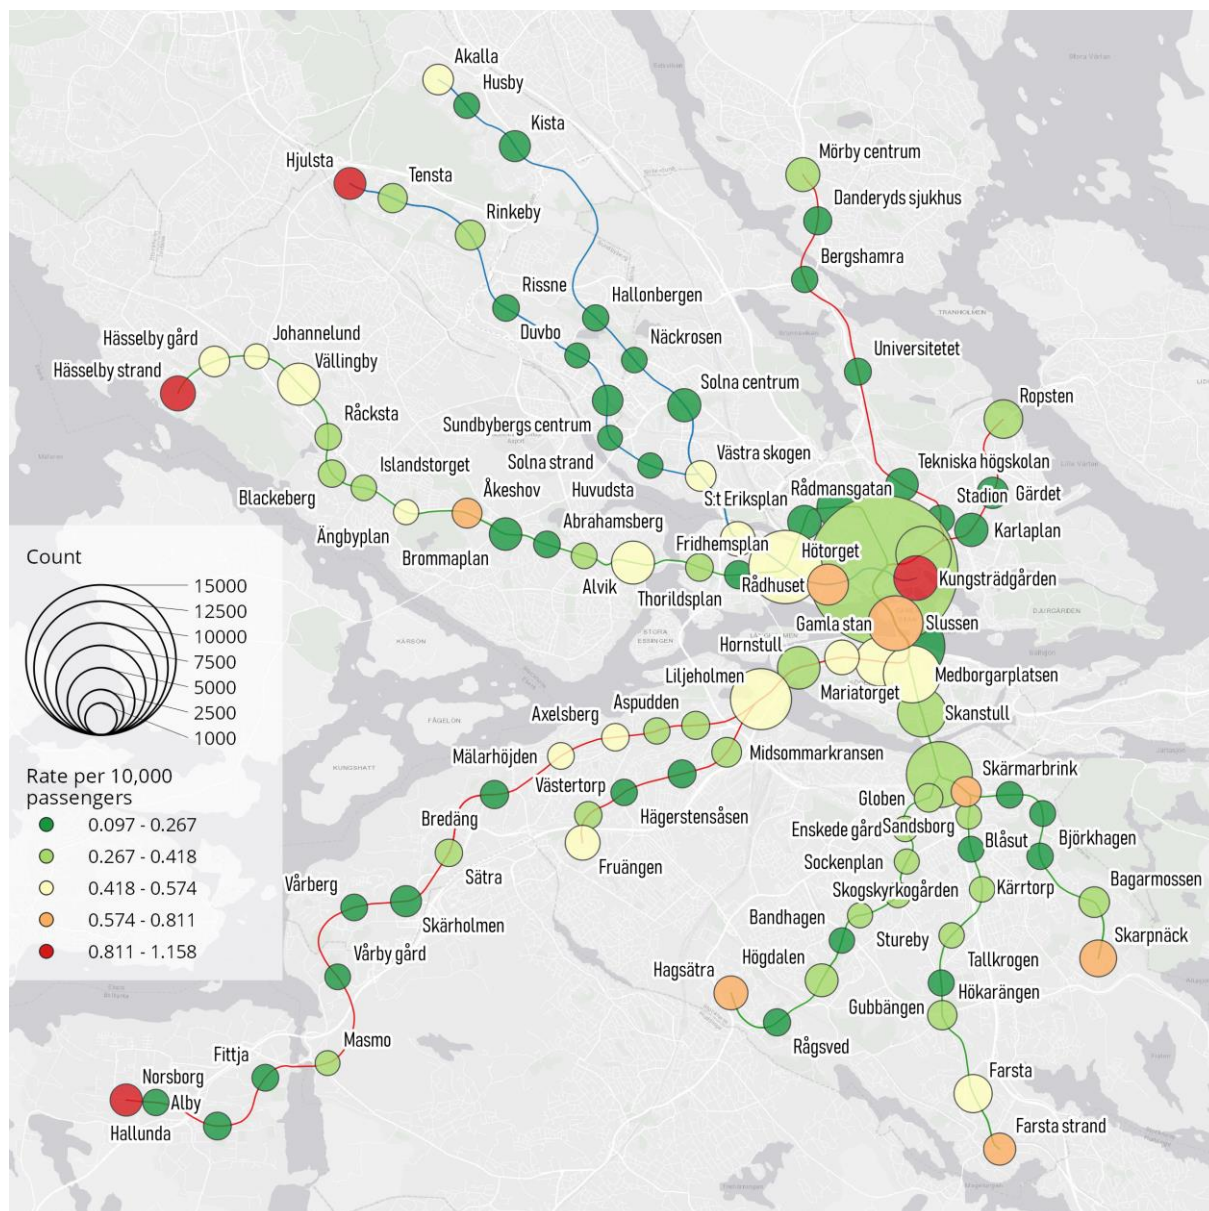 Akalla
Husby
Kista
Hjulsta
Tensta
Rinkeby
Mörby centrum
Danderyds sjukhus
Bergshamra
Rissne
Hallonbergen
Duvbo
Näckrosen
Universitetet
TRANHOLMEN
Hässelby gård
Johannelund
Vällingby
Hässelby strand
Solna centrum
Ropsten
Råcksta
Sundbybergs centrum
Västra skogen
Tekniska högskolan
Islandstorget
Solna strand
Rådmansgatan
Blackeberg
Åkeshov
Huvudsta
S:t Eriksplan
Stadion
Gärdet
Ängbyplan
Abrahamsberg
Karlaplan
Brommaplan
Fridhemsplan
Hötorget
Alvik
Rådhuset
Kungsträdgården
Thorildsplan
DJURGÅRDEN
Gamla stan
Slussen
STORA
ESSINGEN
KÄRSÖN
Hornstull
Liljeholmen
Medborgarplatsen
Mariatorget
Aspudden
Axelsberg
Skanstull
FÅGELÖN
Mälarhöjden
Midsommarkransen
KUNGSHATT
Skärmarbrink
Västertorp
Globen
Hägerstensåsen
Enskede gård
Sandsborg
Bredäng
Blåsut
Björkhagen
Sockenplan
Fruängen
Sätra
Bagarmossen
Vårberg
Skogskyrkogården
Kärrtorp
Bandhagen
Skärholmen
Stureby
Skarpnäck
Vårby gård
Högdalen
Tallkrogen
Hagsätra
Hökarängen
Gubbängen
Masmo
Rågsved
Fittja
Norsborg
Farsta
Alby
Hallunda
Farsta strand
Count
15000
12500
10000
7500
5000
2500
1000
Rate per 10,000
passengers
0.097 - 0.267
0.267 - 0.418
0.418 - 0.574
0.574 - 0.811
0.811 - 1.158